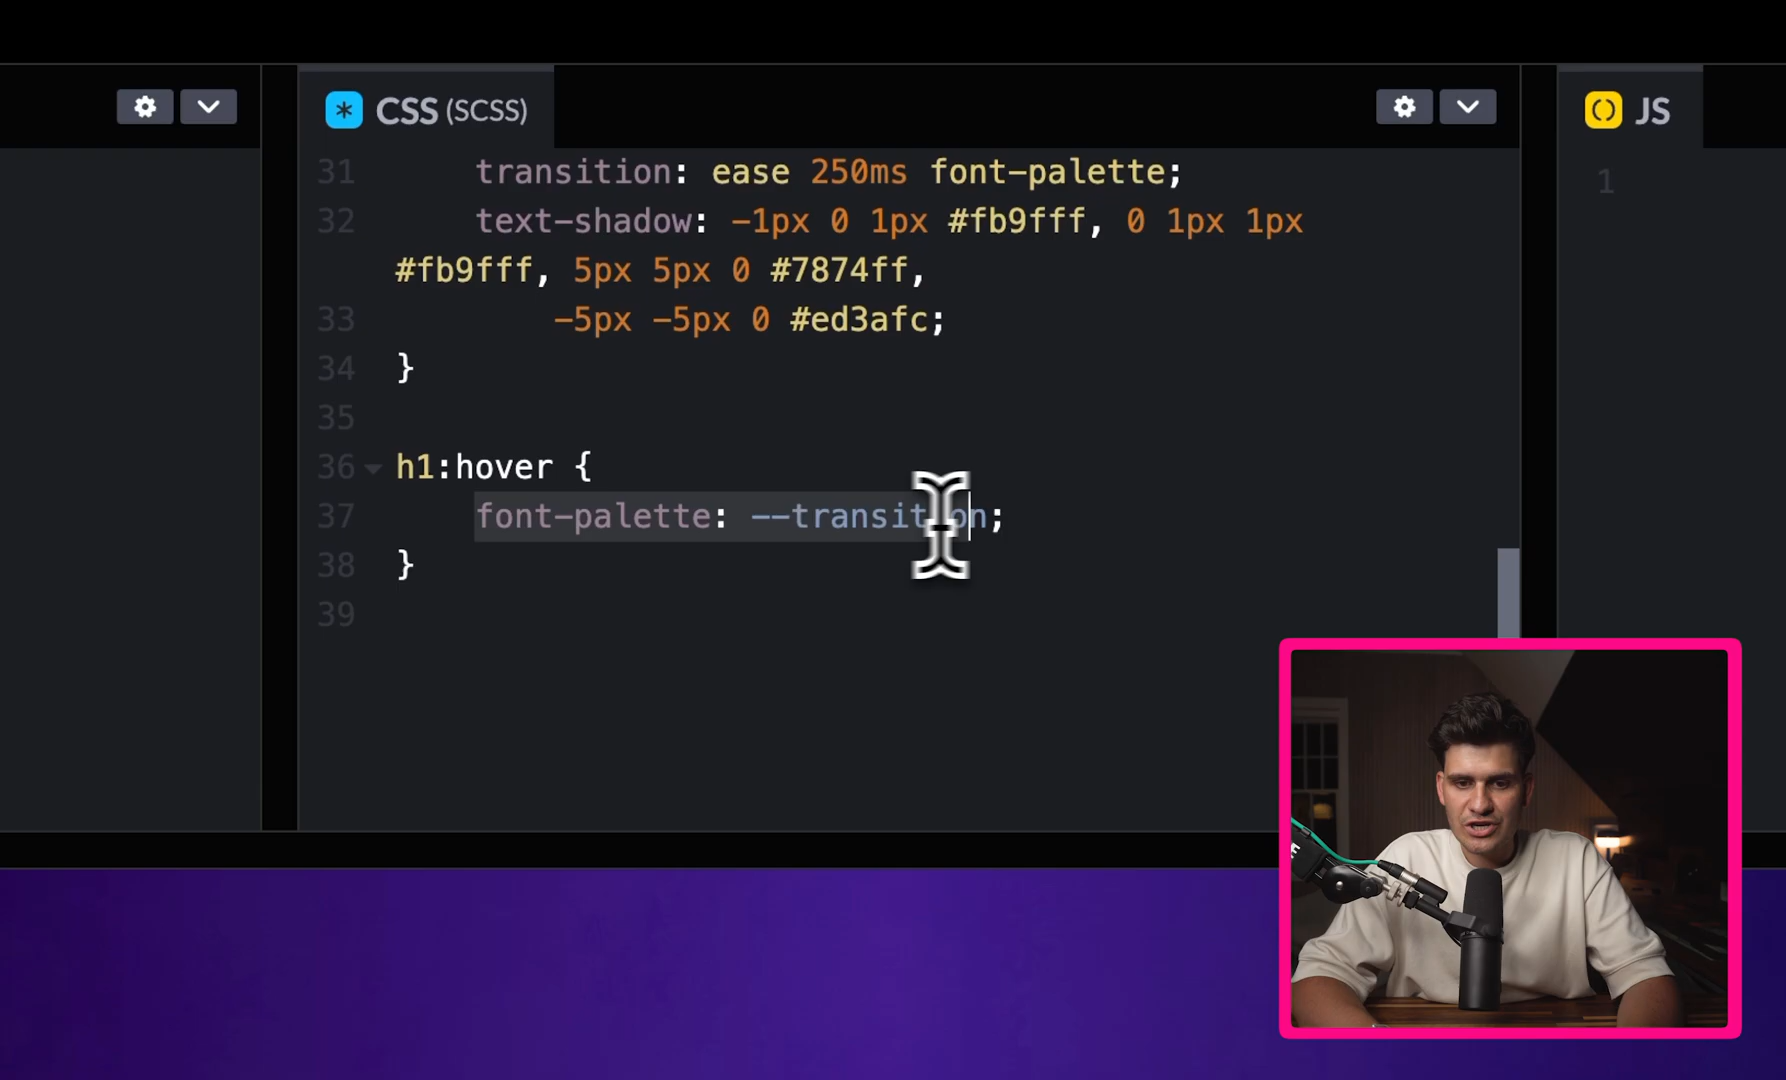 CSS (SCSS)
JS
31 transition: ease 250ms font-palette;
32 text-shadow: -1px 0 1px #fb9fff, 0 1px 1px
#fb9fff, 5px 5px 0 #7874ff,
33 -5px -5px 0 #ed3afc;
34 }
35
36 h1:hover {
37 font-palette: --transition;
38 }
39
1